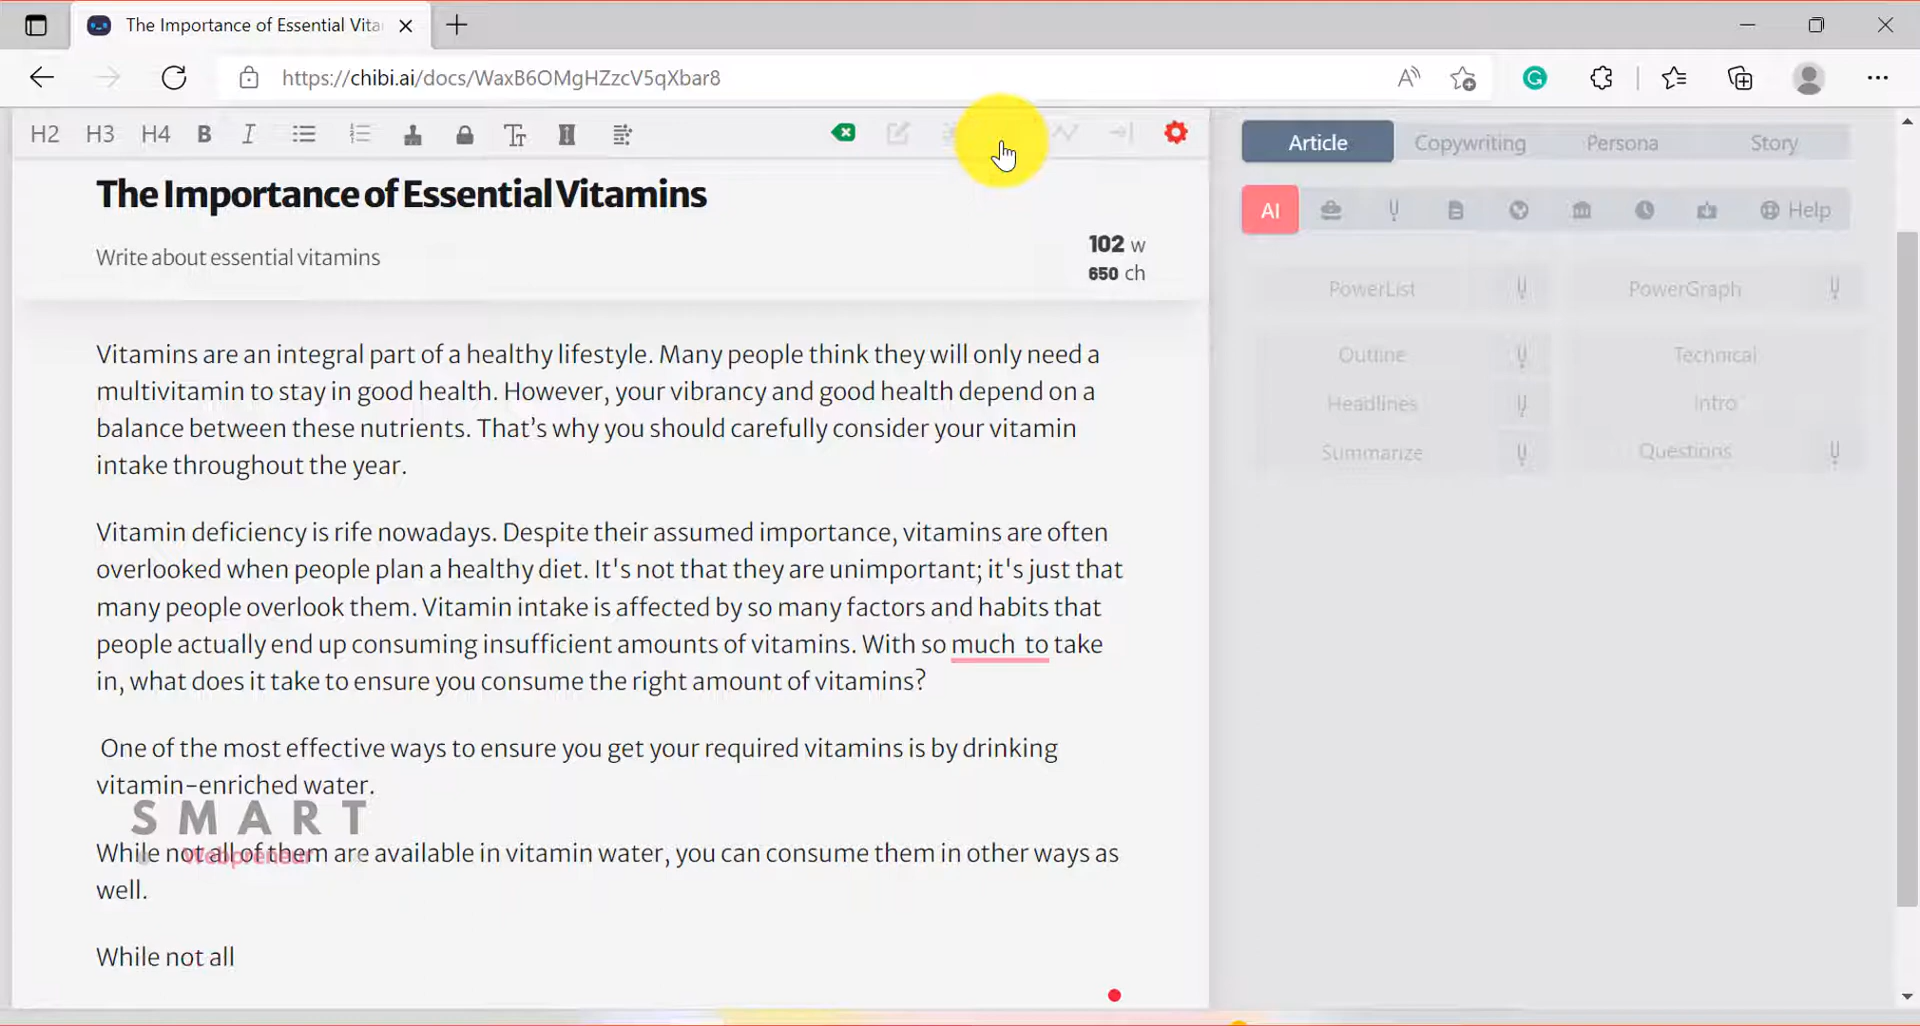 The Importance of Essential Vita
https://chibi.ai/docs/WaxB6OMgHZzcV5qXbar8
H2 H3 H4 B I
Article Copywriting Persona Story
AI Help
The Importance of Essential Vitamins
Write about essential vitamins
102 w
650 ch
PowerList PowerGraph
Outline Technical
Headlines Intro
Summarize Questions
Vitamins are an integral part of a healthy lifestyle. Many people think they will only need a
multivitamin to stay in good health. However, your vibrancy and good health depend on a
balance between these nutrients. That’s why you should carefully consider your vitamin
intake throughout the year.
Vitamin deficiency is rife nowadays. Despite their assumed importance, vitamins are often
overlooked when people plan a healthy diet. It's not that they are unimportant; it's just that
many people overlook them. Vitamin intake is affected by so many factors and habits that
people actually end up consuming insufficient amounts of vitamins. With so much to take
in, what does it take to ensure you consume the right amount of vitamins?
One of the most effective ways to ensure you get your required vitamins is by drinking
vitamin-enriched water.
SMART
Webpreneur
While not all of them are available in vitamin water, you can consume them in other ways as
well.
While not all